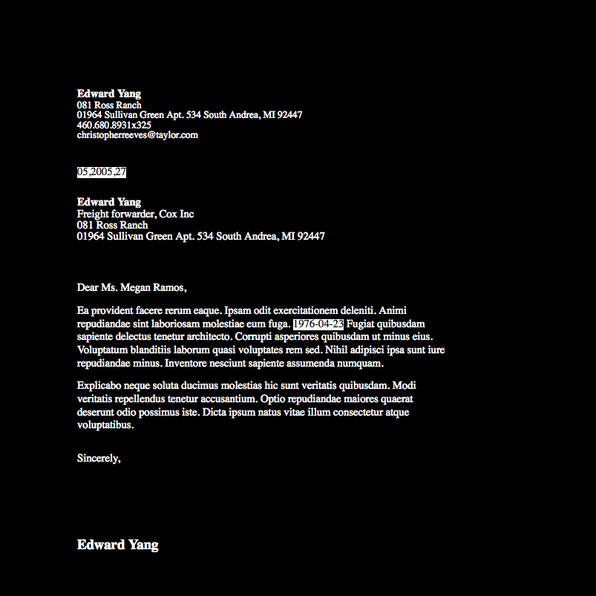 Edward Yang
081 Ross Ranch
01964 Sullivan Green Apt. 534 South Andrea, MI 92447
460.680.8931x325
christopherreeves@taylor.com
05,2005,27
Edward Yang
Freight forwarder, Cox Inc
081 Ross Ranch
01964 Sullivan Green Apt. 534 South Andrea, MI 92447
Dear Ms. Megan Ramos,
Ea provident facere rerum eaque. Ipsam odit exercitationem deleniti. Animi
repudiandae sint laboriosam molestiae eum fuga. 1976-04-23 Fugiat quibusdam
sapiente delectus tenetur architecto. Corrupti asperiores quibusdam ut minus eius.
Voluptatum blanditiis laborum quasi voluptates rem sed. Nihil adipisci ipsa sunt iure
repudiandae minus. Inventore nesciunt sapiente assumenda numquam.
Explicabo neque soluta ducimus molestias hic sunt veritatis quibusdam. Modi
veritatis repellendus tenetur accusantium. Optio repudiandae maiores quaerat
deserunt odio possimus iste. Dicta ipsum natus vitae illum consectetur atque
voluptatibus.
Sincerely,
Edward Yang